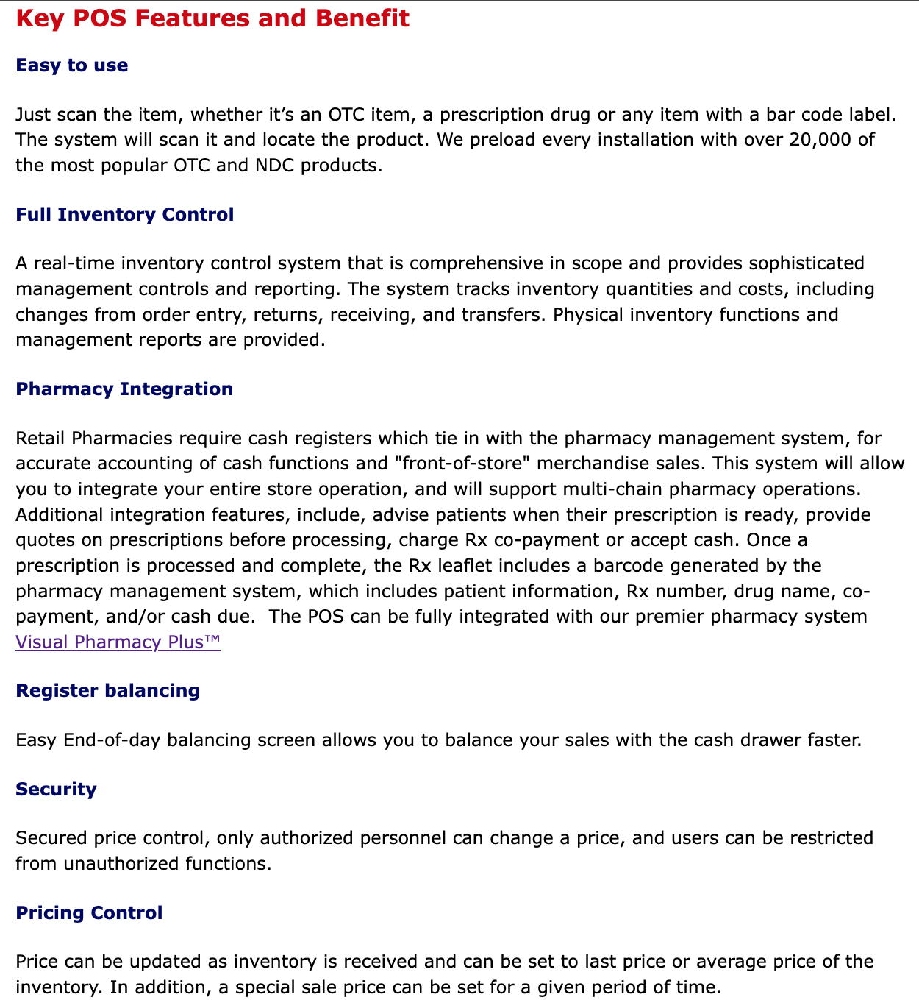 Key POS Features and Benefit
Easy to use
Just scan the item, whether it’s an OTC item, a prescription drug or any item with a bar code label.
The system will scan it and locate the product. We preload every installation with over 20,000 of
the most popular OTC and NDC products.
Full Inventory Control
A real-time inventory control system that is comprehensive in scope and provides sophisticated
management controls and reporting. The system tracks inventory quantities and costs, including
changes from order entry, returns, receiving, and transfers. Physical inventory functions and
management reports are provided.
Pharmacy Integration
Retail Pharmacies require cash registers which tie in with the pharmacy management system, for
accurate accounting of cash functions and "front-of-store" merchandise sales. This system will allow
you to integrate your entire store operation, and will support multi-chain pharmacy operations.
Additional integration features, include, advise patients when their prescription is ready, provide
quotes on prescriptions before processing, charge Rx co-payment or accept cash. Once a
prescription is processed and complete, the Rx leaflet includes a barcode generated by the
pharmacy management system, which includes patient information, Rx number, drug name, co-
payment, and/or cash due.  The POS can be fully integrated with our premier pharmacy system
Visual Pharmacy Plus™
Register balancing
Easy End-of-day balancing screen allows you to balance your sales with the cash drawer faster.
Security
Secured price control, only authorized personnel can change a price, and users can be restricted
from unauthorized functions.
Pricing Control
Price can be updated as inventory is received and can be set to last price or average price of the
inventory. In addition, a special sale price can be set for a given period of time.